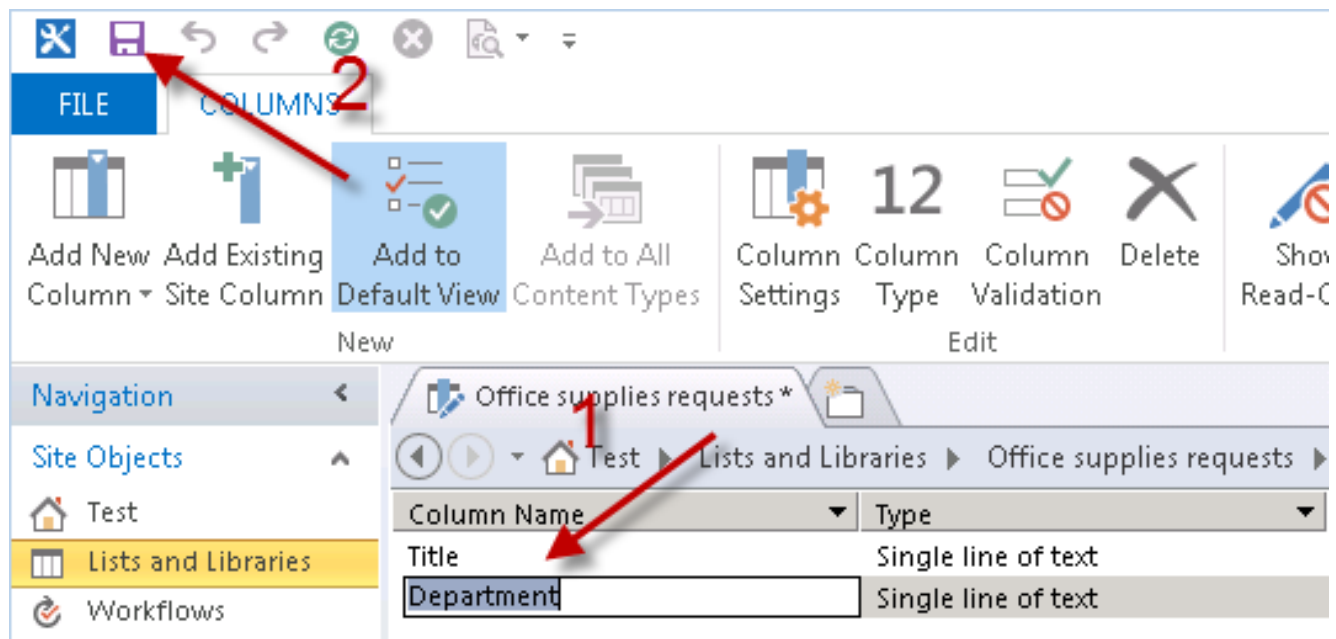 2
FILE COLUMNS
12
Add New Add Existing Add to Add to All Column Column Column Delete
Column Site Column Default View Content Types Settings Type Validation
New Edit
Navigation Office supplies requests *
1
Site Objects Test Lists and Libraries Office supplies requests
Test Column Name Type
Lists and Libraries Title Single line of text
Workflows Department Single line of text